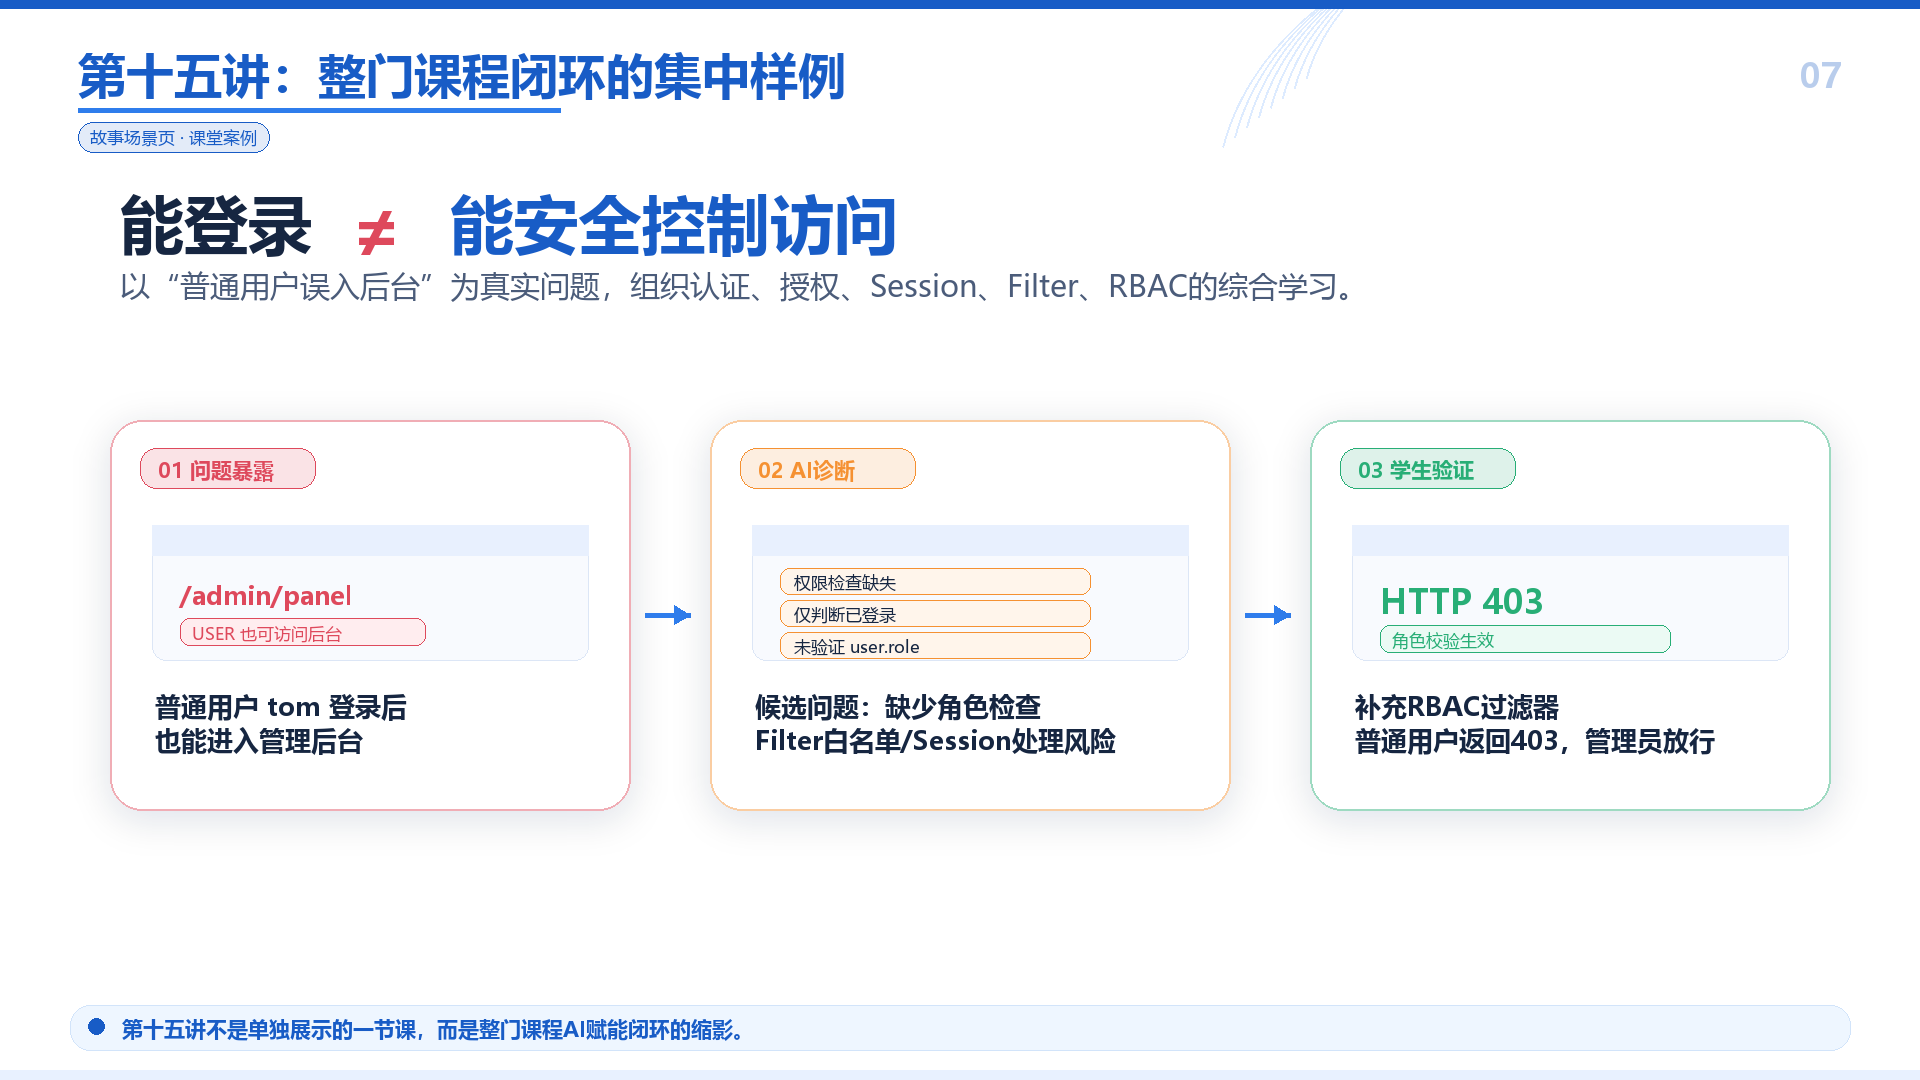 第十五讲：整门课程闭环的集中样例
07
故事场景页 · 课堂案例
能登录 ≠ 能安全控制访问
以“普通用户误入后台”为真实问题，组织认证、授权、Session、Filter、RBAC的综合学习。
01 问题暴露
/admin/panel
USER 也可访问后台
普通用户 tom 登录后
也能进入管理后台
02 AI诊断
权限检查缺失
仅判断已登录
未验证 user.role
候选问题：缺少角色检查
Filter白名单/Session处理风险
03 学生验证
HTTP 403
角色校验生效
补充RBAC过滤器
普通用户返回403，管理员放行
第十五讲不是单独展示的一节课，而是整门课程AI赋能闭环的缩影。